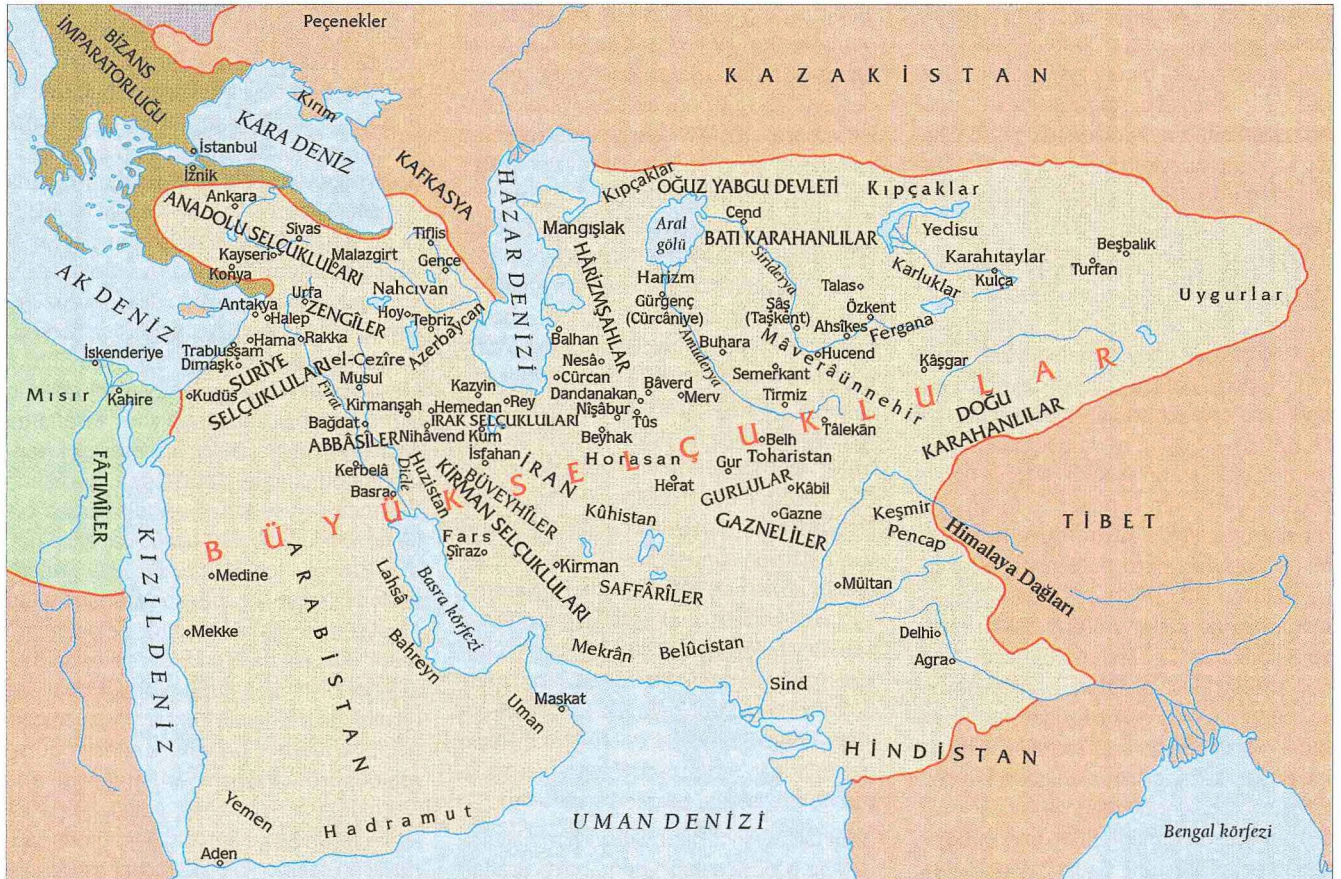 Peçenekler
BİZANS
İMPARATORLUĞU
KAZAKİSTAN
Kırım
KARA DENİZ
İstanbul
İznik
KAFKASYA
HAZAR DENİZİ
Kıpçaklar
OĞUZ YABGU DEVLETİ
Kıpçaklar
Ankara
ANADOLU SELÇUKLULARI
Sivas
Kayseri
Konya
Malazgirt
Tiflis
Gence
Nahcıvan
Mangışlak
Aral
gölü
Cend
BATI KARAHANLILAR
Yedisu
Karahıtaylar
Beşbalık
Turfan
Kulça
Karluklar
Uygurlar
AK DENİZ
Antakya
Urfa
ZENGİLER
Halep
Hoy
Tebriz
Azerbaycan
HÂRİZMŞAHLAR
Harizm
Gürgenç
(Cürcâniye)
Siriderya
Talas
Özkent
Şâş
(Taşkent)
Ahsîkes
Fergana
Hama
Rakka
İskenderiye
Trablusşam
Dımaşk
SURİYE
SELÇUKLULARI
el-Cezîre
Musul
Balhan
Nesâ
Cürcan
Dandanakan
Bâverd
Merv
Amuderya
Buhara
Mâverâünnehir
Hucend
Semerkant
Tirmiz
Kâşgar
Mısır
Kahire
Kudüs
Fırat
Kazvin
Rey
Kirmanşah
Hemedan
Nîşâbur
Tûs
Tâlekān
DOĞU
KARAHANLILAR
Bağdat
IRAK SELÇUKLULARI
ABBÂSÎLER
Nihâvend
Kum
Beyhak
Belh
Toharistan
FÂTIMÎLER
Kerbelâ
Dicle
İsfahan
İRAN
Horasan
Herat
Gur
GURLULAR
Kâbil
Basra
Huzistan
BÜVEYHÎLER
KİRMAN SELÇUKLULARI
Kûhistan
Gazne
GAZNELİLER
Keşmir
Pencap
TİBET
Himalaya Dağları
BÜYÜK SELÇUKLULAR
KIZIL DENİZ
ARABİSTAN
Medine
Fars
Şîraz
Kirman
SAFFÂRÎLER
Mültan
Lahsâ
Basra körfezi
Mekke
Bahreyn
Mekrân
Belûcistan
Delhi
Agra
Uman
Maskat
Sind
HİNDİSTAN
Yemen
Hadramut
UMAN DENİZİ
Bengal körfezi
Aden